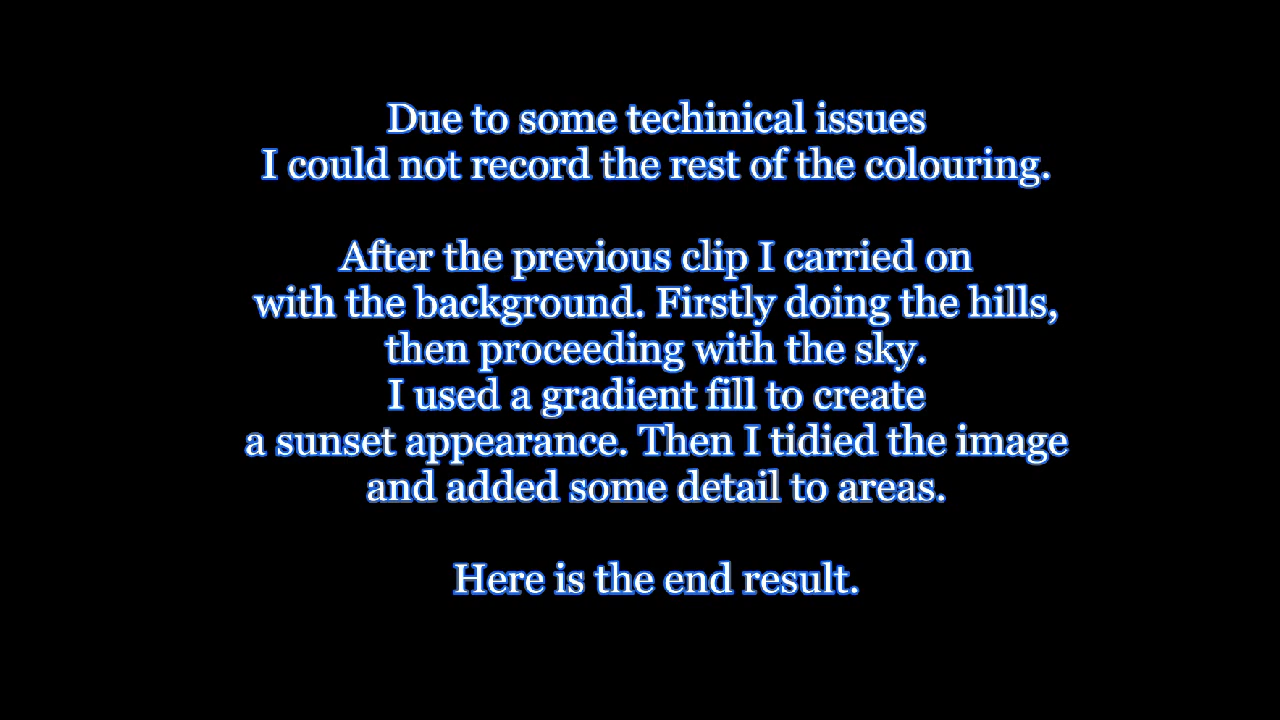 Due to some techinical issues
I could not record the rest of the colouring.
After the previous clip I carried on
with the background. Firstly doing the hills,
then proceeding with the sky.
I used a gradient fill to create
a sunset appearance. Then I tidied the image
and added some detail to areas.
Here is the end result.